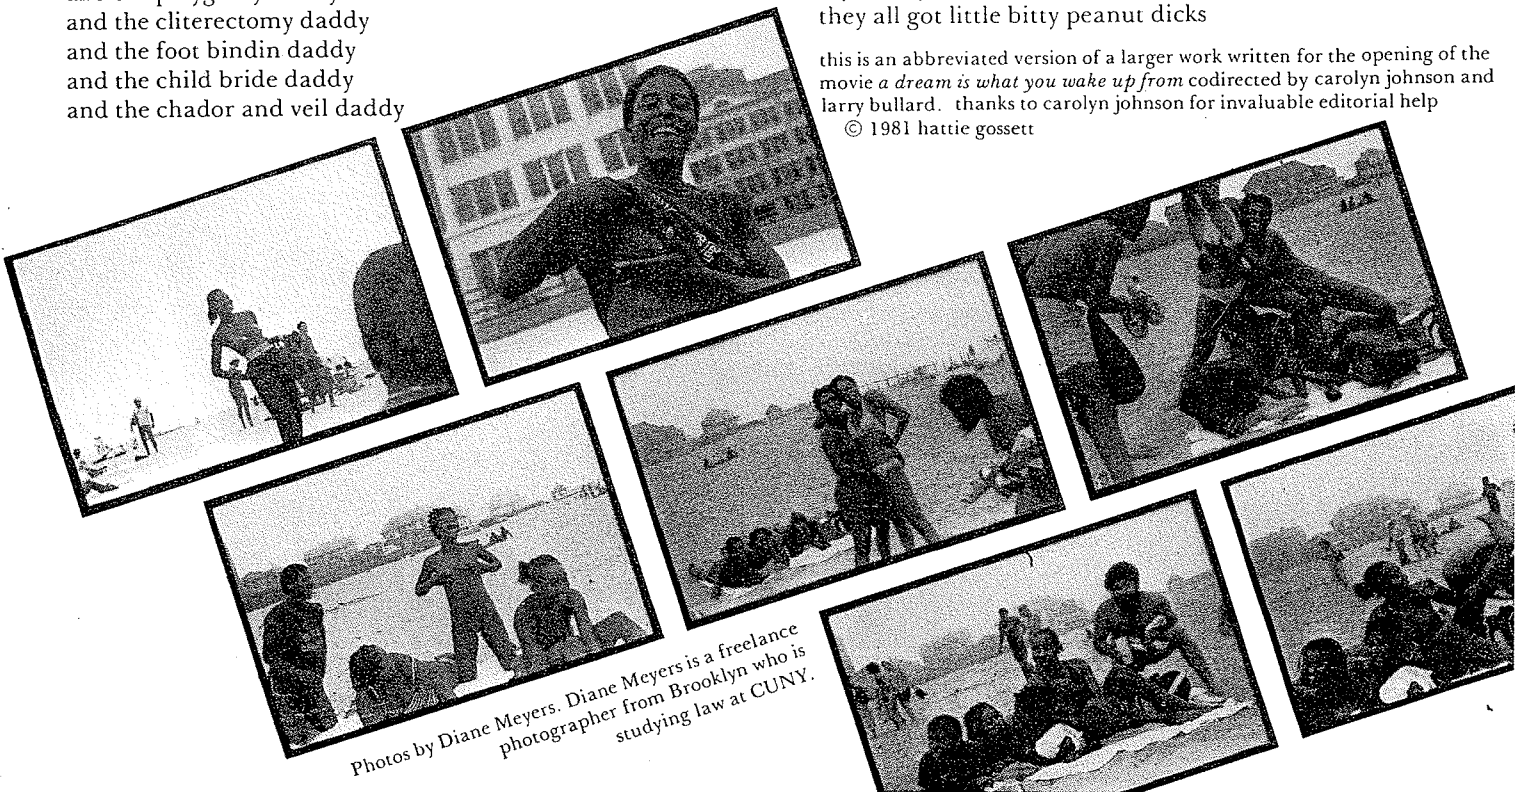 and the cliterectomy daddy
and the foot bindin daddy
and the child bride daddy
and the chador and veil daddy
they all got little bitty peanut dicks
this is an abbreviated version of a larger work written for the opening of the
movie a dream is what you wake up from codirected by carolyn johnson and
larry bullard. thanks to carolyn johnson for invaluable editorial help
© 1981 hattie gossett
Photos by Diane Meyers. Diane Meyers is a freelance
photographer from Brooklyn who is
studying law at CUNY.